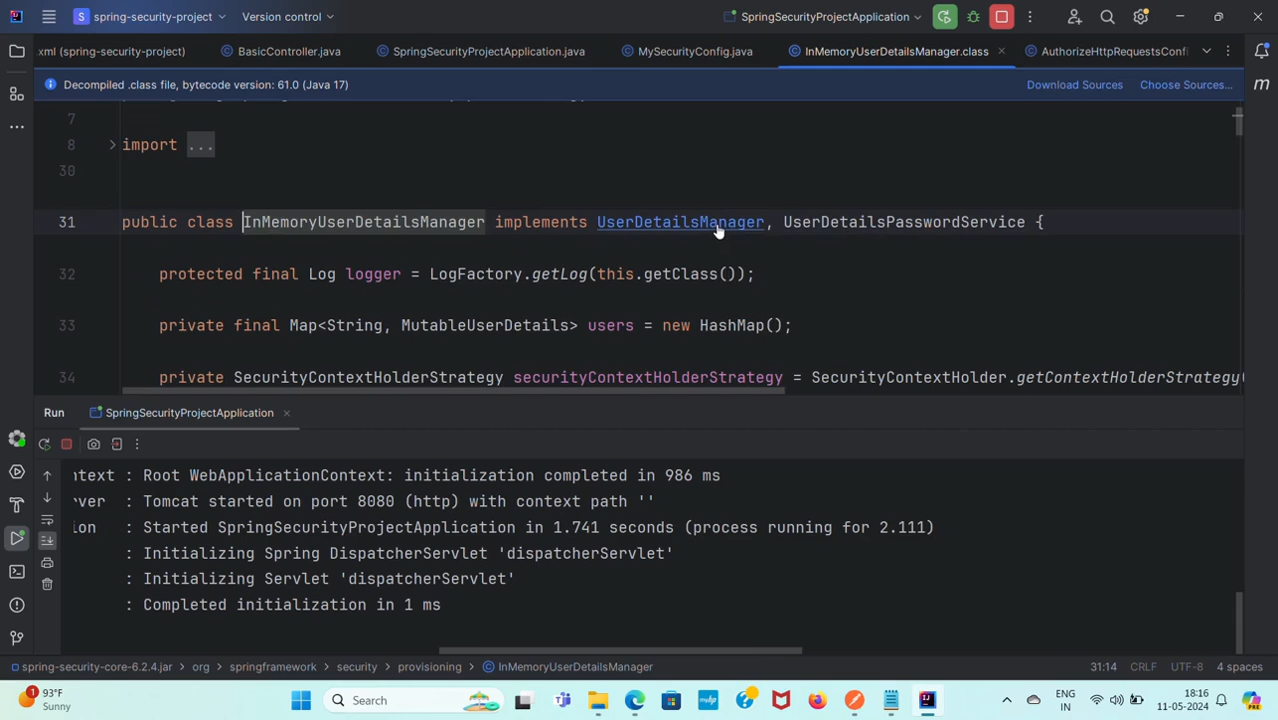 S spring-security-project Version control SpringSecurityProjectApplication
.xml (spring-security-project) BasicController.java SpringSecurityProjectApplication.java MySecurityConfig.java InMemoryUserDetailsManager.class AuthorizeHttpRequestsConfi
Decompiled .class file, bytecode version: 61.0 (Java 17) Download Sources Choose Sources...
7
8 import ...
30
31 public class InMemoryUserDetailsManager implements UserDetailsManager, UserDetailsPasswordService {
32 protected final Log logger = LogFactory.getLog(this.getClass());
33 private final Map<String, MutableUserDetails> users = new HashMap();
34 private SecurityContextHolderStrategy securityContextHolderStrategy = SecurityContextHolder.getContextHolderStrategy(
Run SpringSecurityProjectApplication
ntext : Root WebApplicationContext: initialization completed in 986 ms
rver : Tomcat started on port 8080 (http) with context path ''
ion : Started SpringSecurityProjectApplication in 1.741 seconds (process running for 2.111)
: Initializing Spring DispatcherServlet 'dispatcherServlet'
: Initializing Servlet 'dispatcherServlet'
: Completed initialization in 1 ms
spring-security-core-6.2.4.jar org springframework security provisioning InMemoryUserDetailsManager 31:14 CRLF UTF-8 4 spaces
1 93°F
Sunny
Search
ENG
IN
18:16
11-05-2024